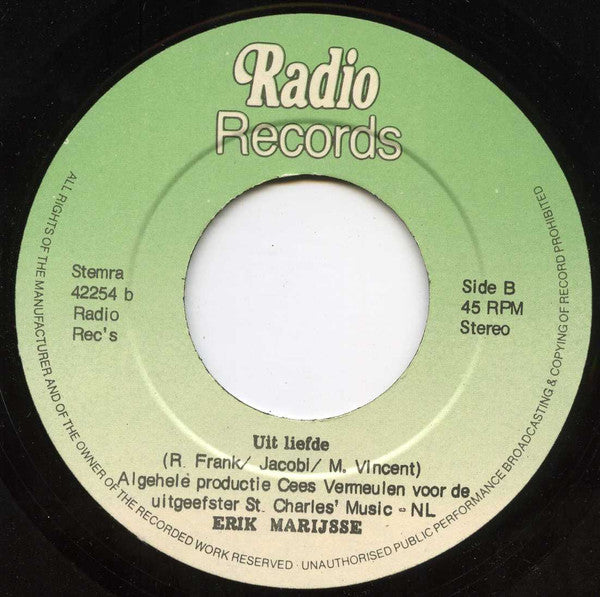 Radio
Records
Stemra
42254 b
Radio
Rec's
Side B
45 RPM
Stereo
Uit liefde
(R. Frank/ Jacobi/ M. Vincent)
Algehele productie Cees Vermeulen voor de
uitgeefster St. Charles' Music - NL
ERIK MARIJSSE
ALL RIGHTS OF THE MANUFACTURER AND OF THE OWNER OF THE RECORDED WORK RESERVED · UNAUTHORISED PUBLIC PERFORMANCE BROADCASTING & COPYING OF RECORD PROHIBITED